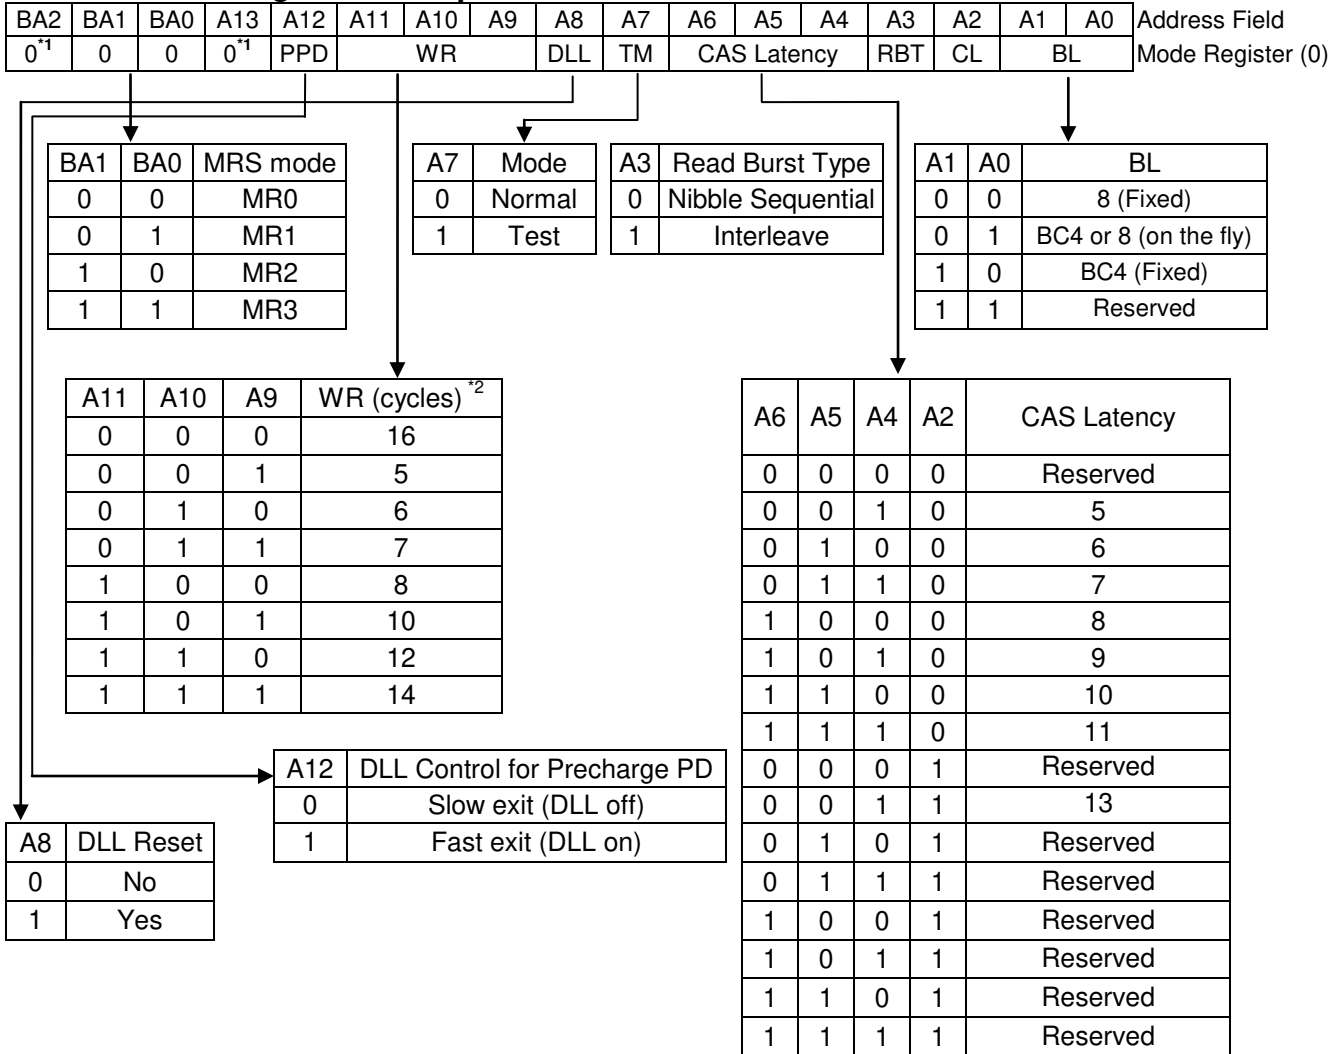 BA2 BA1 BA0 A13 A12 A11 A10 A9 A8 A7 A6 A5 A4 A3 A2 A1 A0 Address Field
0*1 0 0 0*1 PPD WR DLL TM CAS Latency RBT CL BL Mode Register (0)
BA1 BA0 MRS mode
0 0 MR0
0 1 MR1
1 0 MR2
1 1 MR3
A7 Mode
0 Normal
1 Test
A3 Read Burst Type
0 Nibble Sequential
1 Interleave
A1 A0 BL
0 0 8 (Fixed)
0 1 BC4 or 8 (on the fly)
1 0 BC4 (Fixed)
1 1 Reserved
A11 A10 A9 WR (cycles) *2
0 0 0 16
0 0 1 5
0 1 0 6
0 1 1 7
1 0 0 8
1 0 1 10
1 1 0 12
1 1 1 14
A6 A5 A4 A2 CAS Latency
0 0 0 0 Reserved
0 0 1 0 5
0 1 0 0 6
0 1 1 0 7
1 0 0 0 8
1 0 1 0 9
1 1 0 0 10
1 1 1 0 11
0 0 0 1 Reserved
0 0 1 1 13
0 1 0 1 Reserved
0 1 1 1 Reserved
1 0 0 1 Reserved
1 0 1 1 Reserved
1 1 0 1 Reserved
1 1 1 1 Reserved
A12 DLL Control for Precharge PD
0 Slow exit (DLL off)
1 Fast exit (DLL on)
A8 DLL Reset
0 No
1 Yes